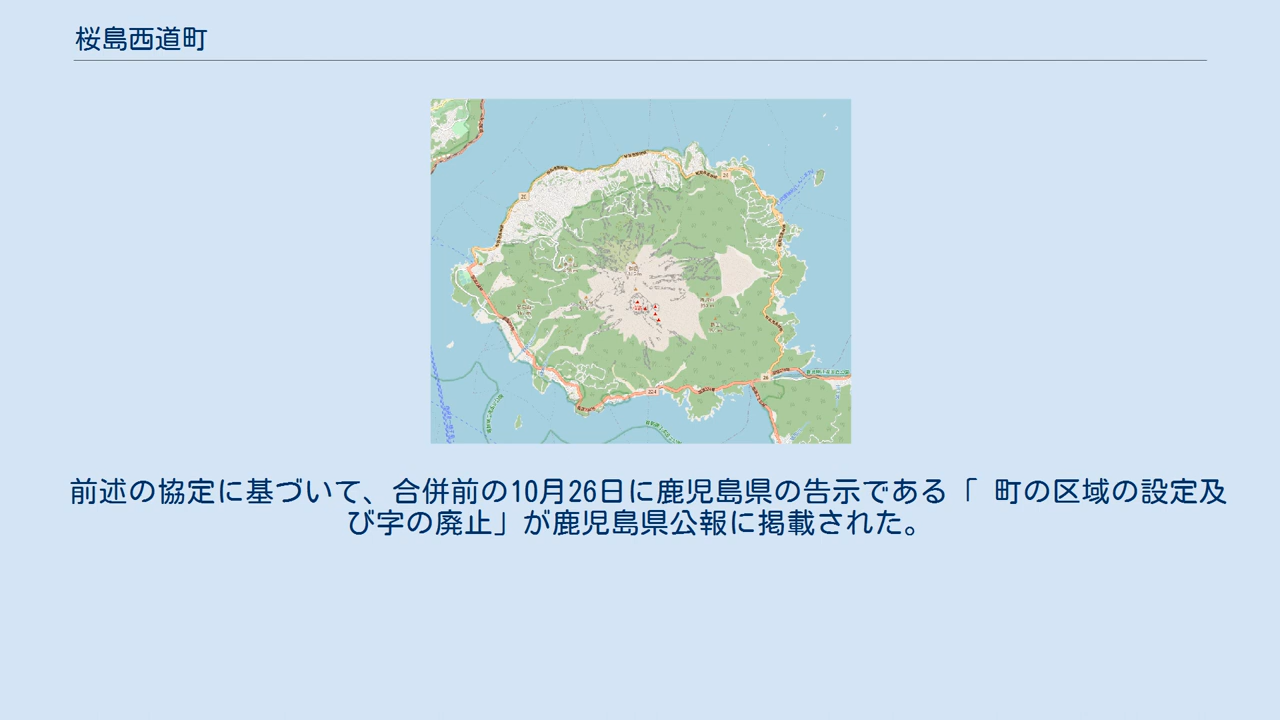 桜島西道町
前述の協定に基づいて、合併前の10月26日に鹿児島県の告示である「 町の区域の設定及
び字の廃止」が鹿児島県公報に掲載された。
26
224